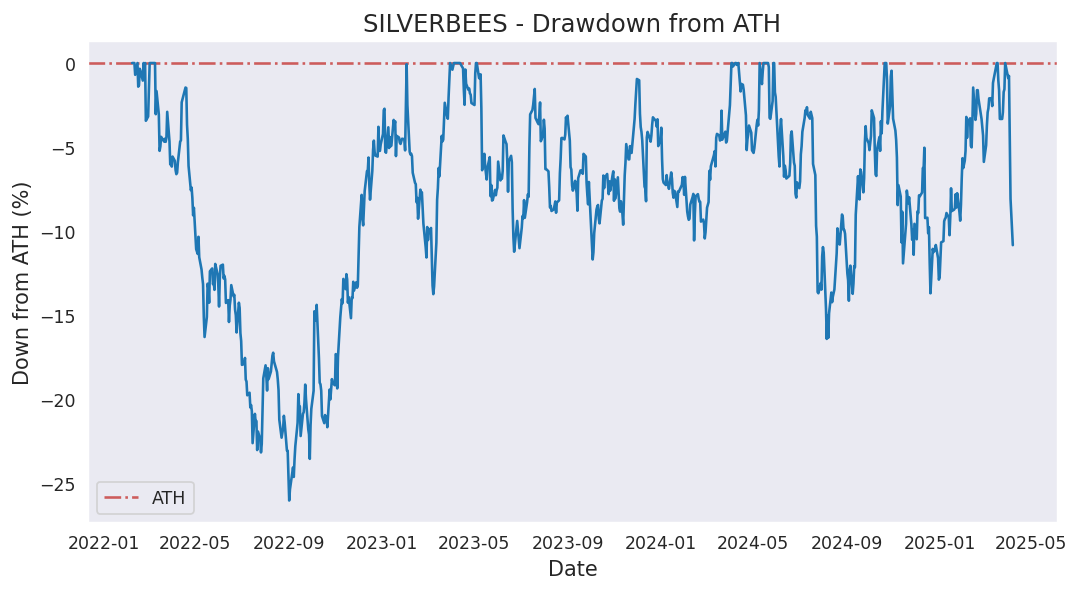 SILVERBEES - Drawdown from ATH
Down from ATH (%)
0
−5
−10
−15
−20
−25
ATH
2022-01 2022-05 2022-09 2023-01 2023-05 2023-09 2024-01 2024-05 2024-09 2025-01 2025-05
Date